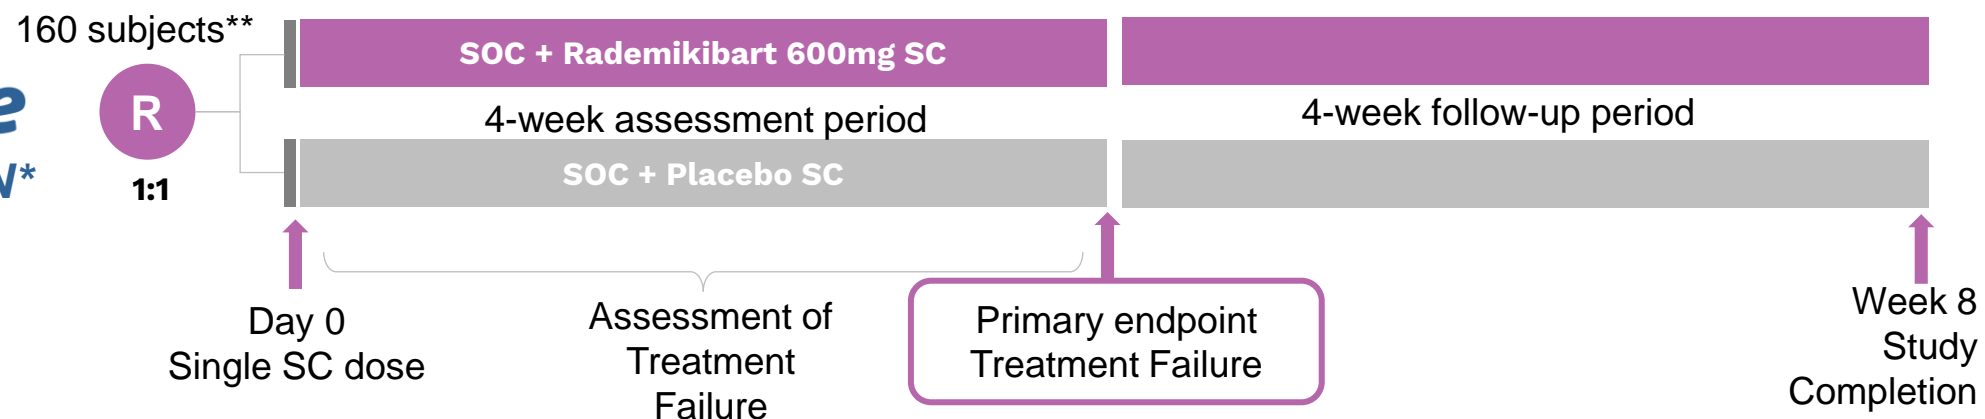 160 subjects**
R
1:1
SOC + Rademikibart 600mg SC
4-week assessment period
4-week follow-up period
SOC + Placebo SC
Day 0
Single SC dose
Assessment of
Treatment
Failure
Primary endpoint
Treatment Failure
Week 8
Study
Completion